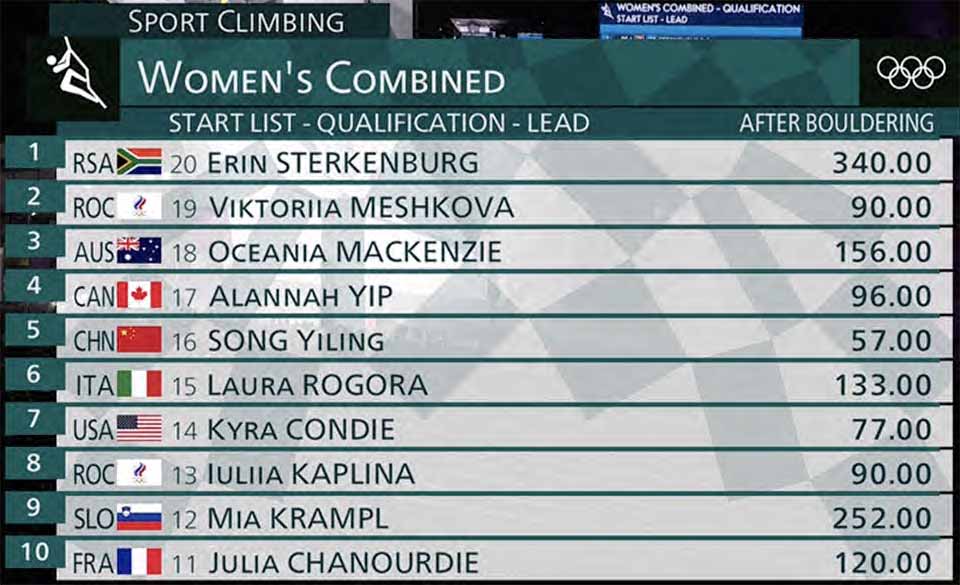 SPORT CLIMBING
WOMEN'S COMBINED - QUALIFICATION
START LIST - LEAD
WOMEN'S COMBINED
START LIST - QUALIFICATION - LEAD AFTER BOULDERING
1 RSA 20 ERIN STERKENBURG 340.00
2 ROC 19 VIKTORIIA MESHKOVA 90.00
3 AUS 18 OCEANIA MACKENZIE 156.00
4 CAN 17 ALANNAH YIP 96.00
5 CHN 16 SONG YILING 57.00
6 ITA 15 LAURA ROGORA 133.00
7 USA 14 KYRA CONDIE 77.00
8 ROC 13 IULIIA KAPLINA 90.00
9 SLO 12 MIA KRAMPL 252.00
10 FRA 11 JULIA CHANOURDIE 120.00